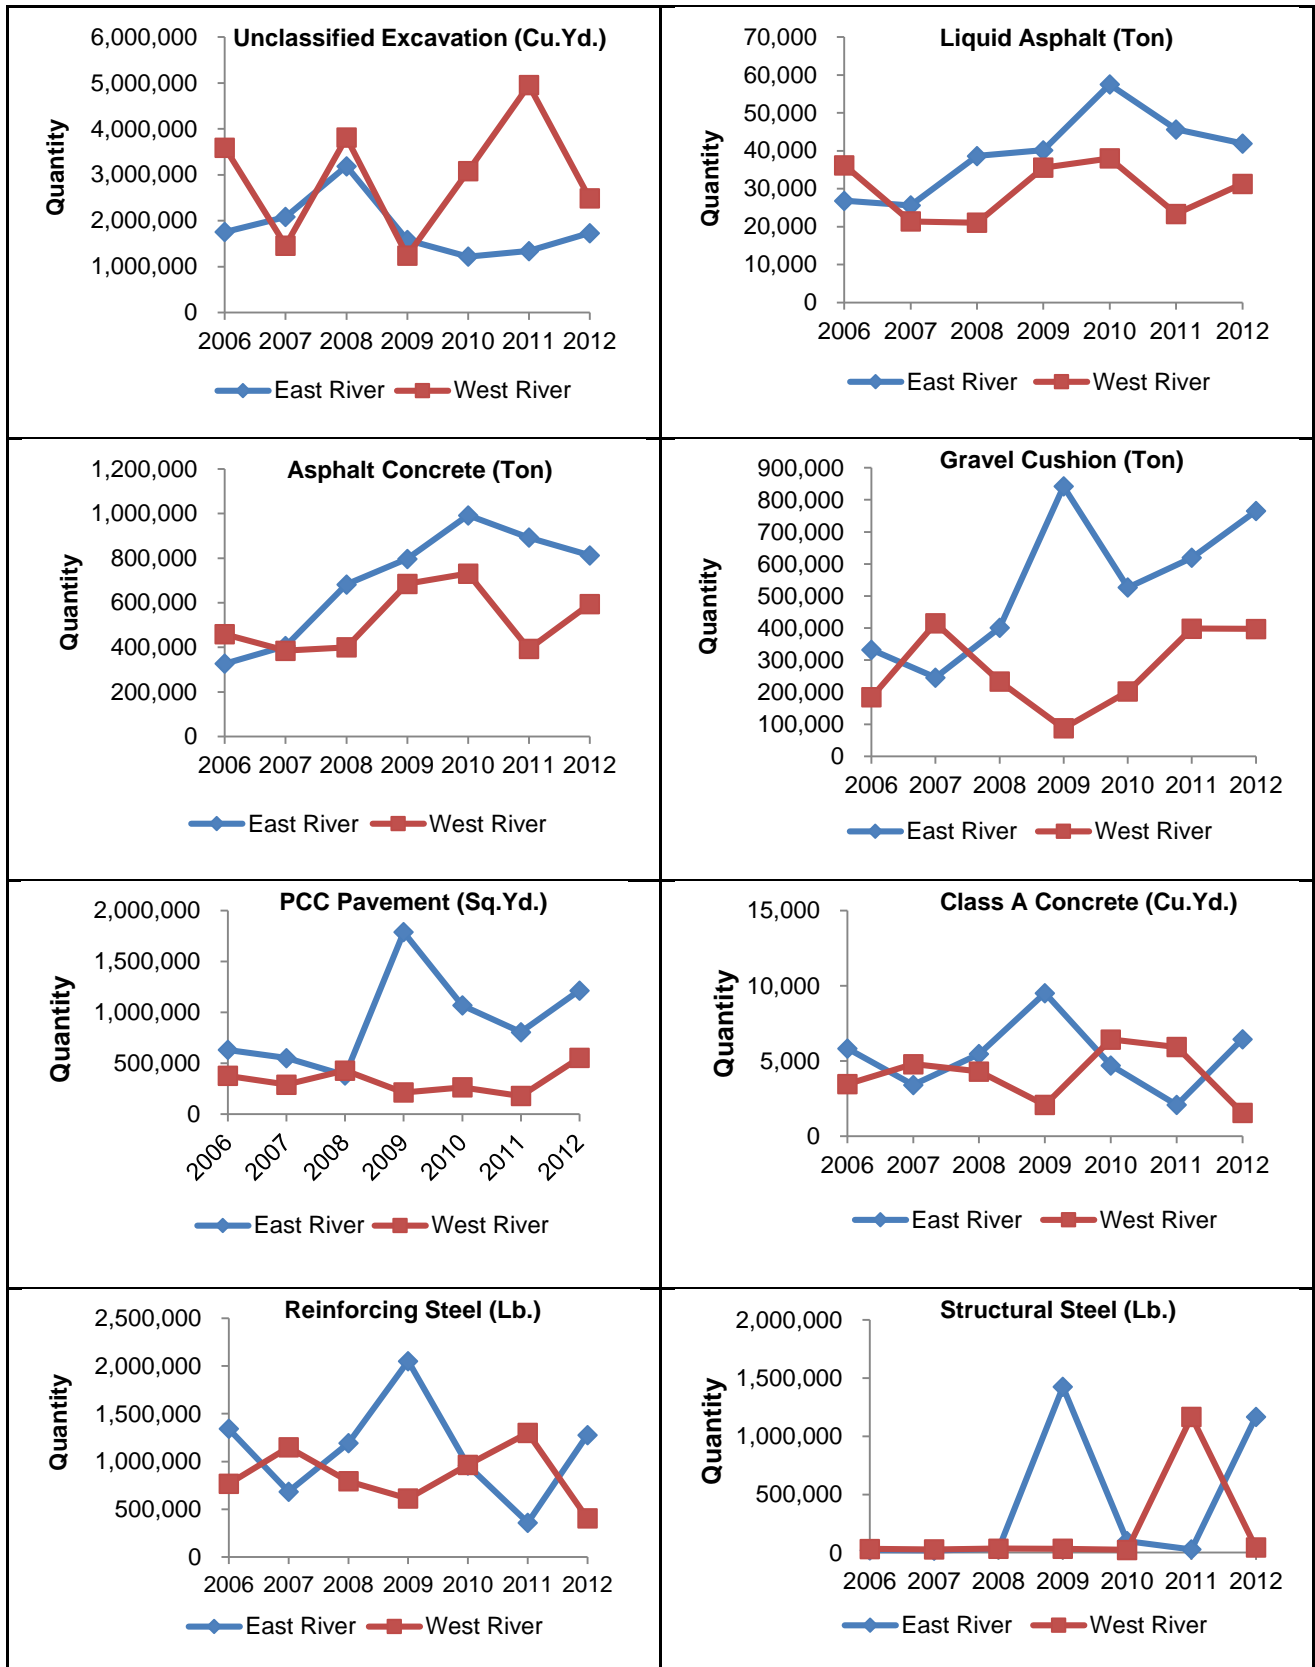 Unclassified Excavation (Cu.Yd.)
Quantity
6,000,000
5,000,000
4,000,000
3,000,000
2,000,000
1,000,000
0
2006 2007 2008 2009 2010 2011 2012
East River West River
Liquid Asphalt (Ton)
Quantity
70,000
60,000
50,000
40,000
30,000
20,000
10,000
0
2006 2007 2008 2009 2010 2011 2012
East River West River
Asphalt Concrete (Ton)
Quantity
1,200,000
1,000,000
800,000
600,000
400,000
200,000
0
2006 2007 2008 2009 2010 2011 2012
East River West River
Gravel Cushion (Ton)
Quantity
900,000
800,000
700,000
600,000
500,000
400,000
300,000
200,000
100,000
0
2006 2007 2008 2009 2010 2011 2012
East River West River
PCC Pavement (Sq.Yd.)
Quantity
2,000,000
1,500,000
1,000,000
500,000
0
2006 2007 2008 2009 2010 2011 2012
East River West River
Class A Concrete (Cu.Yd.)
Quantity
15,000
10,000
5,000
0
2006 2007 2008 2009 2010 2011 2012
East River West River
Reinforcing Steel (Lb.)
Quantity
2,500,000
2,000,000
1,500,000
1,000,000
500,000
0
2006 2007 2008 2009 2010 2011 2012
East River West River
Structural Steel (Lb.)
Quantity
2,000,000
1,500,000
1,000,000
500,000
0
2006 2007 2008 2009 2010 2011 2012
East River West River